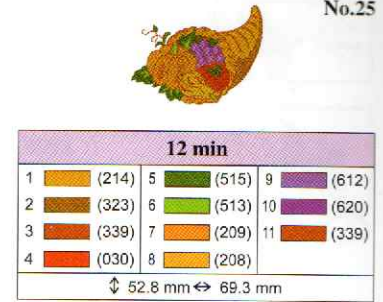 No.25
12 min
1 (214) 5 (515) 9 (612)
2 (323) 6 (513) 10 (620)
3 (339) 7 (209) 11 (339)
4 (030) 8 (208)
↕ 52.8 mm ↔ 69.3 mm